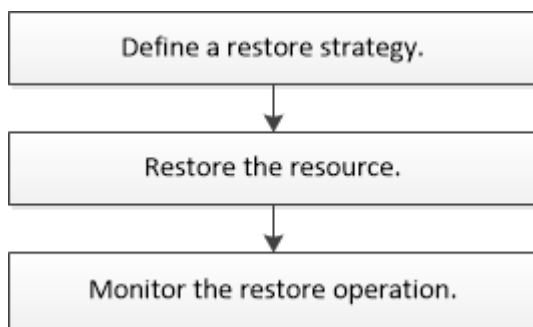 Define a restore strategy.
Restore the resource.
Monitor the restore operation.